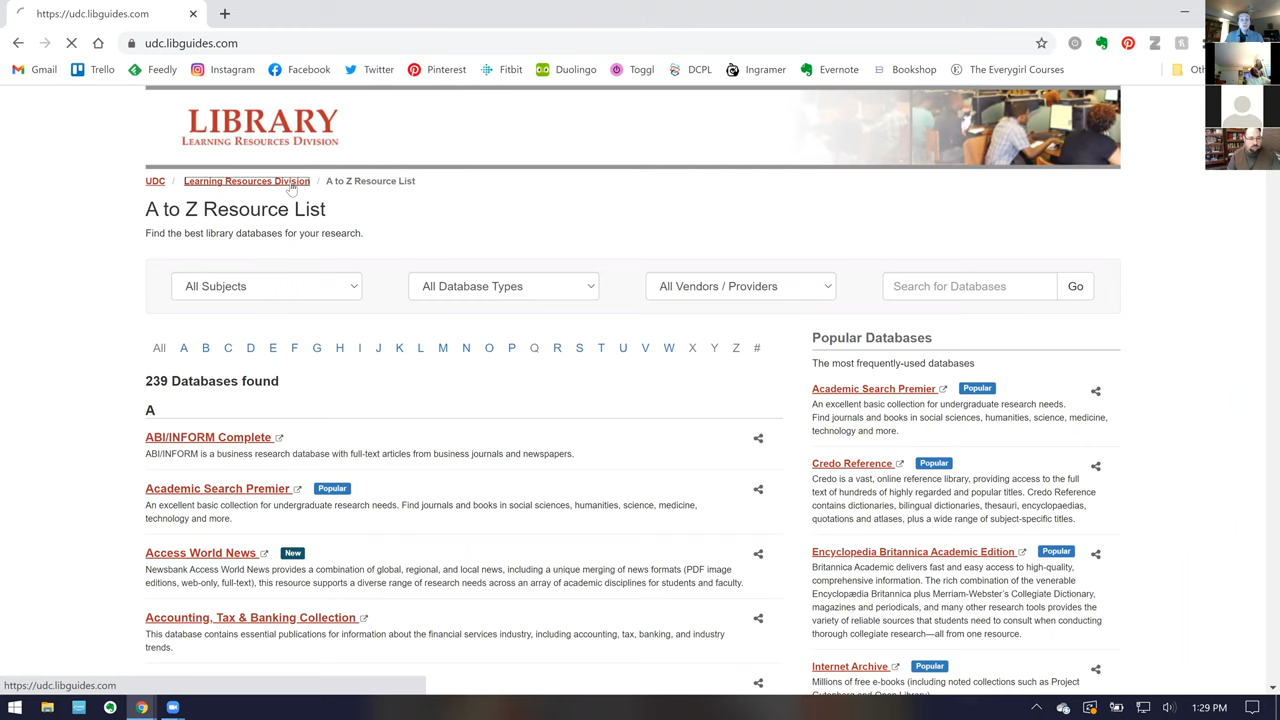 https://udc.libguides.com/
udc.libguides.com
Gmail Trello Feedly Instagram Facebook Twitter Pinterest Fitbit Duolingo Toggl DCPL Ingramer Evernote Bookshop The Everygirl Courses
LIBRARY
LEARNING RESOURCES DIVISION
UDC / Learning Resources Division / A to Z Resource List
A to Z Resource List
Find the best library databases for your research.
All Subjects All Database Types All Vendors / Providers Search for Databases Go
All A B C D E F G H I J K L M N O P Q R S T U V W X Y Z #
239 Databases found
A
ABI/INFORM Complete
ABI/INFORM is a business research database with full-text articles from business journals and newspapers.
Academic Search Premier Popular
An excellent basic collection for undergraduate research needs. Find journals and books in social sciences, humanities, science, medicine,
technology and more.
Access World News New
Newsbank Access World News provides a combination of global, regional, and local news, including a unique merging of news formats (PDF image
editions, web-only, full-text), this resource supports a diverse range of research needs across an array of academic disciplines for students and faculty.
Accounting, Tax & Banking Collection
This database contains essential publications for information about the financial services industry, including accounting, tax, banking, and industry
trends.
Popular Databases
The most frequently-used databases
Academic Search Premier Popular
An excellent basic collection for undergraduate research needs.
Find journals and books in social sciences, humanities, science, medicine,
technology and more.
Credo Reference Popular
Credo is a vast, online reference library, providing access to the full
text of hundreds of highly regarded and popular titles. Credo Reference
contains dictionaries, bilingual dictionaries, thesauri, encyclopaedias,
quotations and atlases, plus a wide range of subject-specific titles.
Encyclopedia Britannica Academic Edition Popular
Britannica Academic delivers fast and easy access to high-quality,
comprehensive information. The rich combination of the venerable
Encyclopædia Britannica plus Merriam-Webster's Collegiate Dictionary,
magazines and periodicals, and many other research tools provides the
variety of reliable sources that students need to consult when conducting
thorough collegiate research—all from one resource.
Internet Archive Popular
Millions of free e-books (including noted collections such as Project
https://udc.libguides.com
1:29 PM